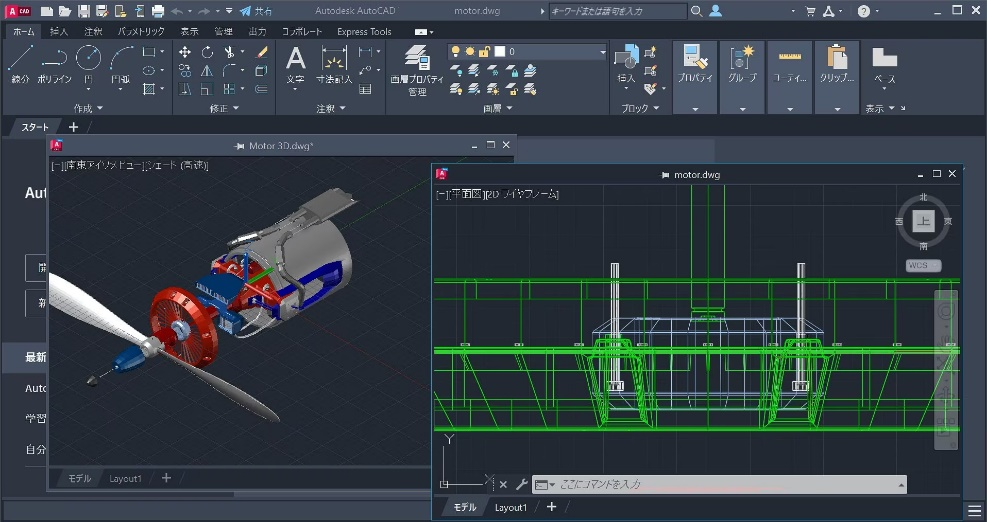 A CAD
共有
Autodesk AutoCAD
motor.dwg
キーワードまたは語句を入力
ホーム 挿入 注釈 パラメトリック 表示 管理 出力 コラボレート Express Tools
線分 ポリライン 円 円弧
作成
修正
文字 寸法記入
注釈
画層プロパティ
管理
0
画層
挿入
ブロック
プロパティ
グループ
ユーティ...
クリップ...
ベース
表示
スタート
Motor 3D.dwg*
[−][南東アイソメビュー][シェード (高速)]
motor.dwg
[−][平面図][2D ワイヤフレーム]
北
西 上 東
南
WCS
最新
学習
自分
Y
X
ここにコマンドを入力
モデル Layout1
モデル Layout1